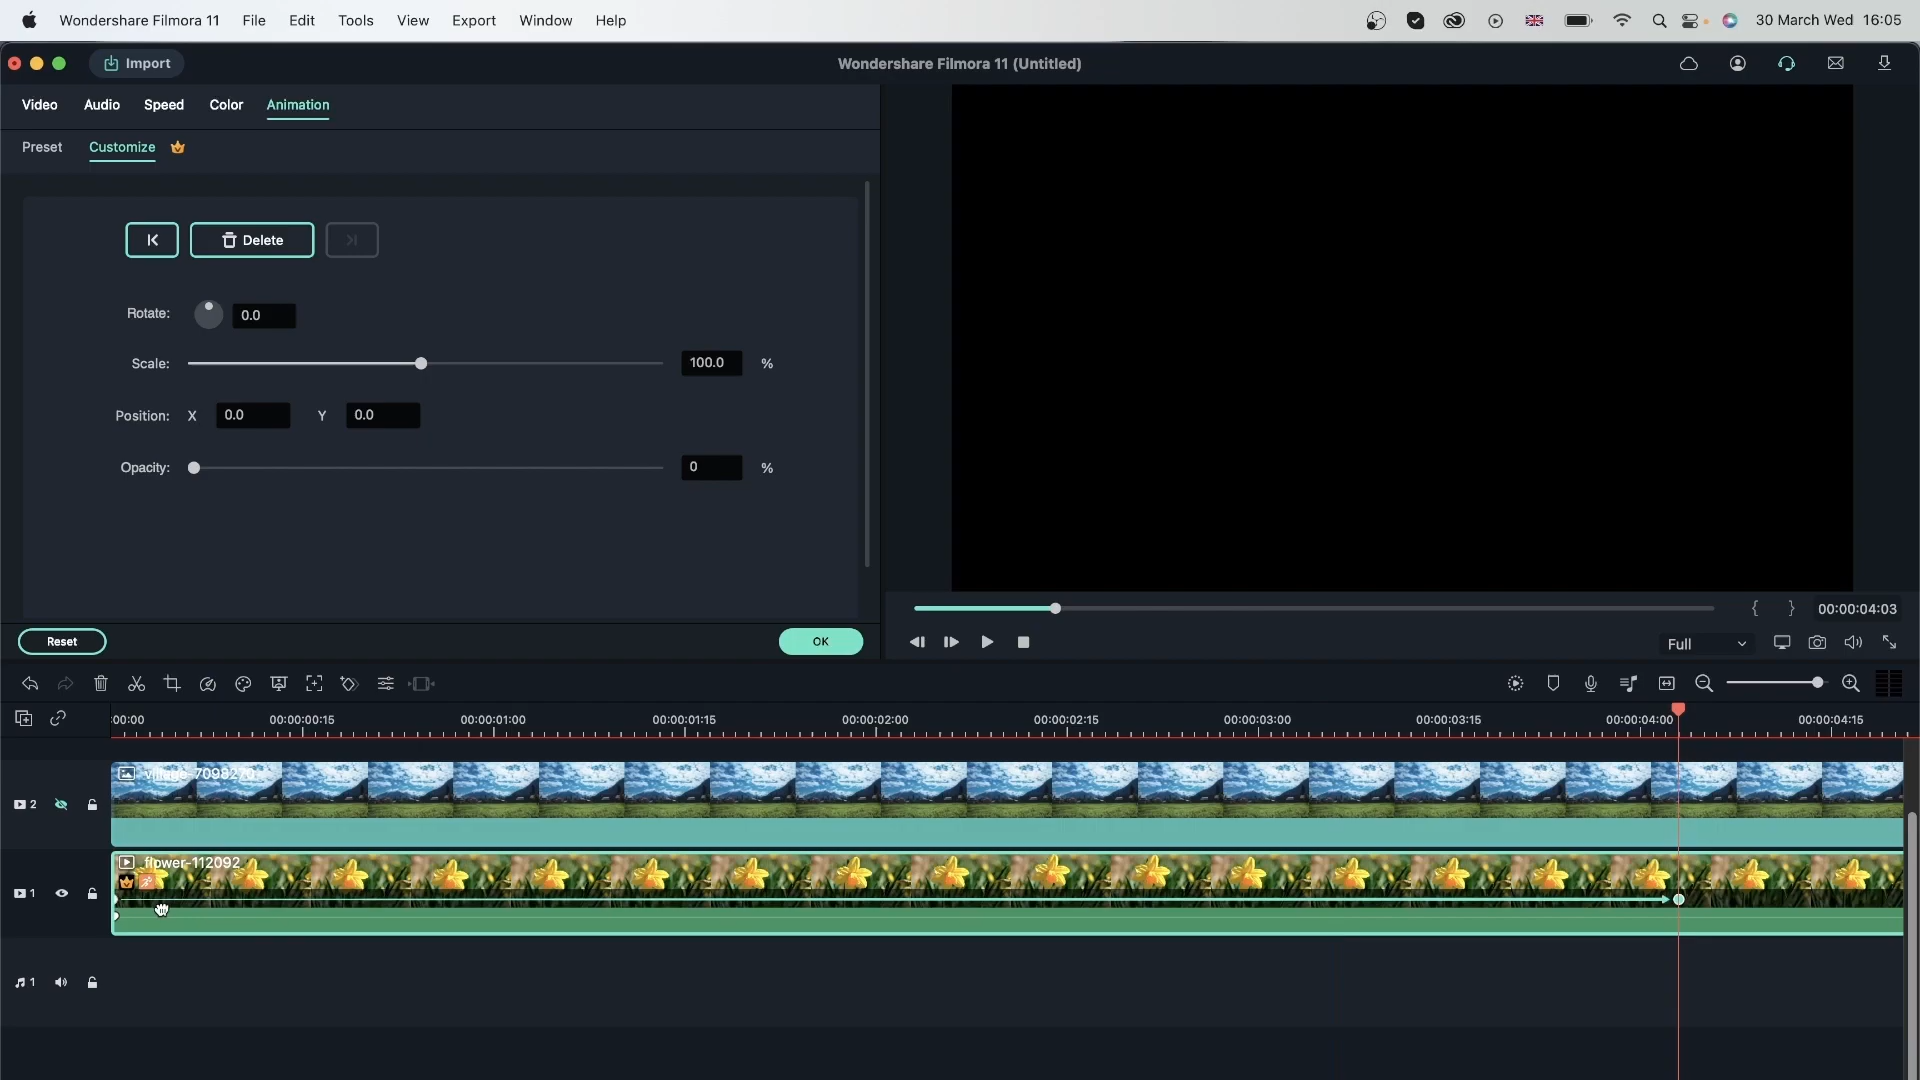 Wondershare Filmora 11 File Edit Tools View Export Window Help 30 March Wed 16:05
Import Wondershare Filmora 11 (Untitled)
Video Audio Speed Color Animation
Preset Customize
Delete
Rotate: 0.0
Scale: 100.0 %
Position: X 0.0 Y 0.0
Opacity: 0 %
{ } 00:00:04:03
Reset OK Full
:00:00 00:00:00:15 00:00:01:00 00:00:01:15 00:00:02:00 00:00:02:15 00:00:03:00 00:00:03:15 00:00:04:00 00:00:04:15
village-7098270
2
flower-112092
1
1